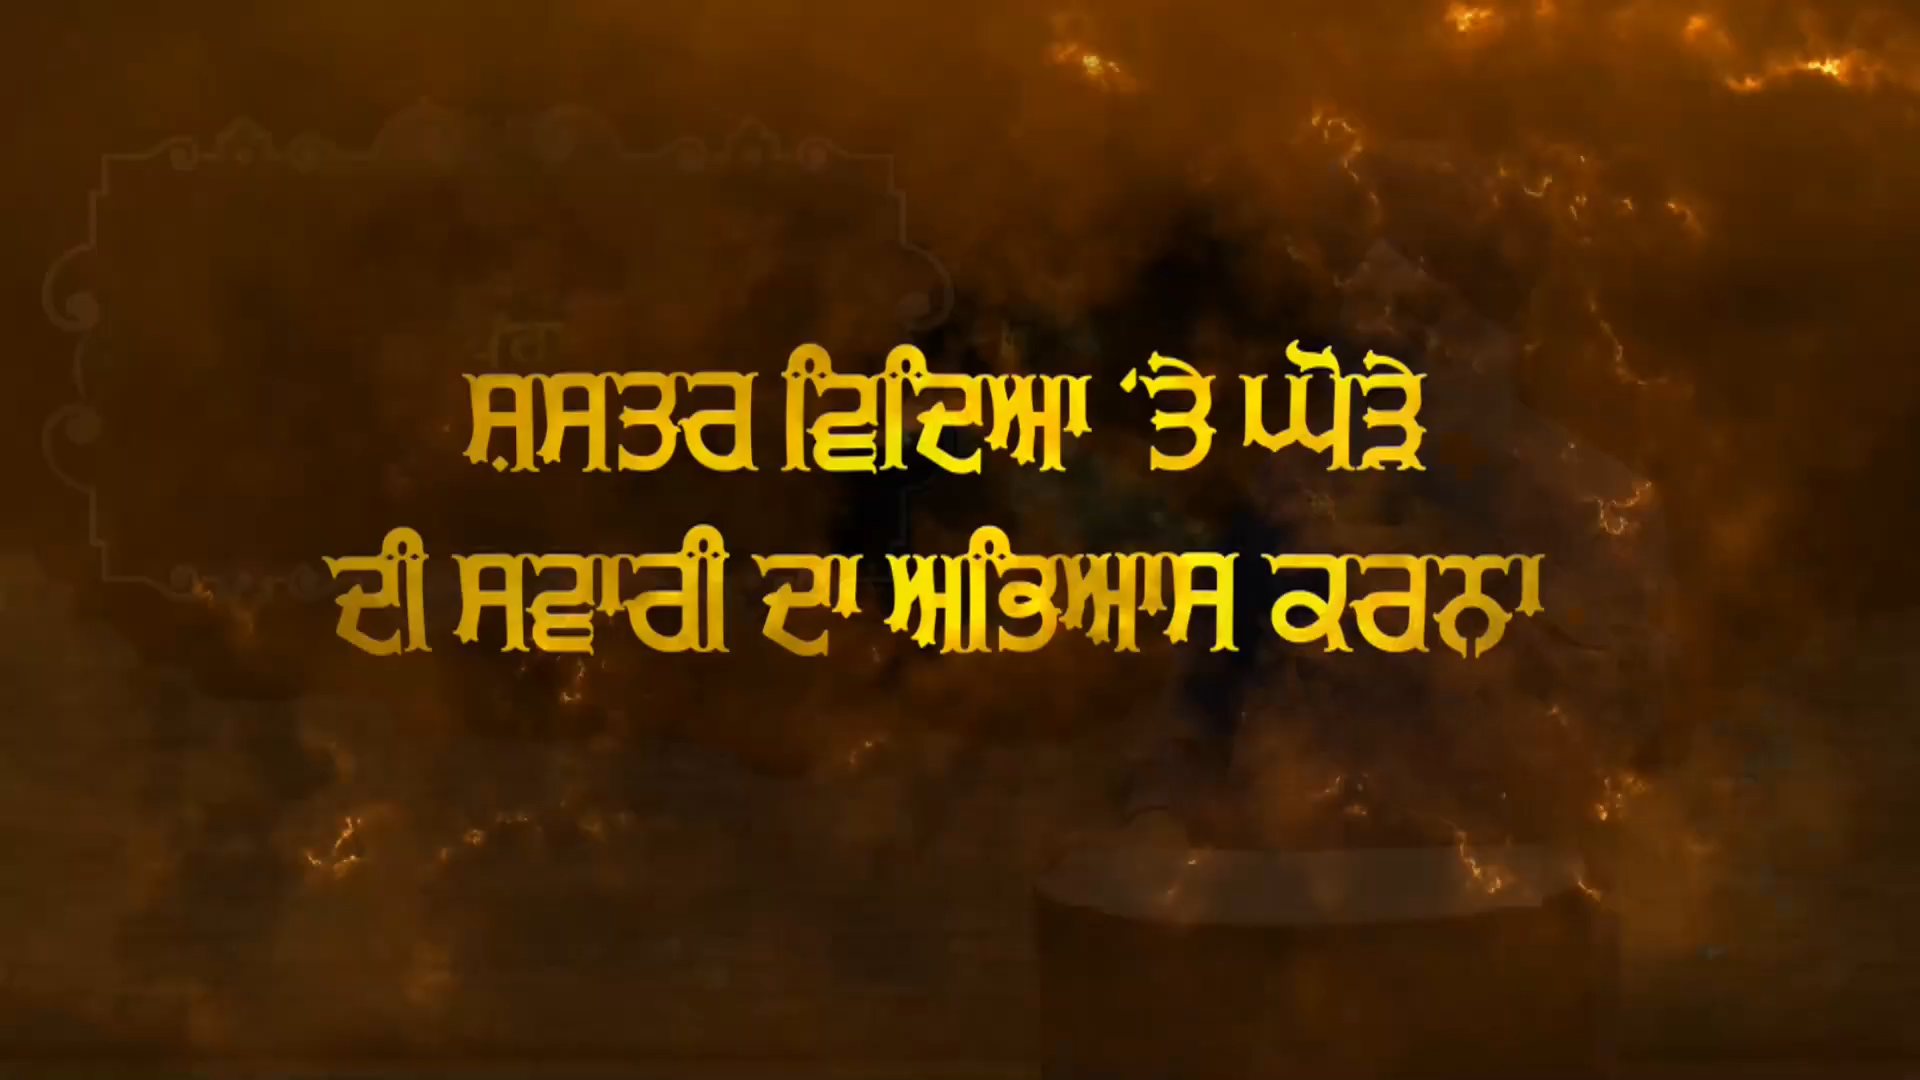 ਸ਼ਸਤਰ ਵਿੱਦਿਆ ‘ਤੇ ਘੋੜੇ
ਦੀ ਸਵਾਰੀ ਦਾ ਅਭਿਆਸ ਕਰਨਾ